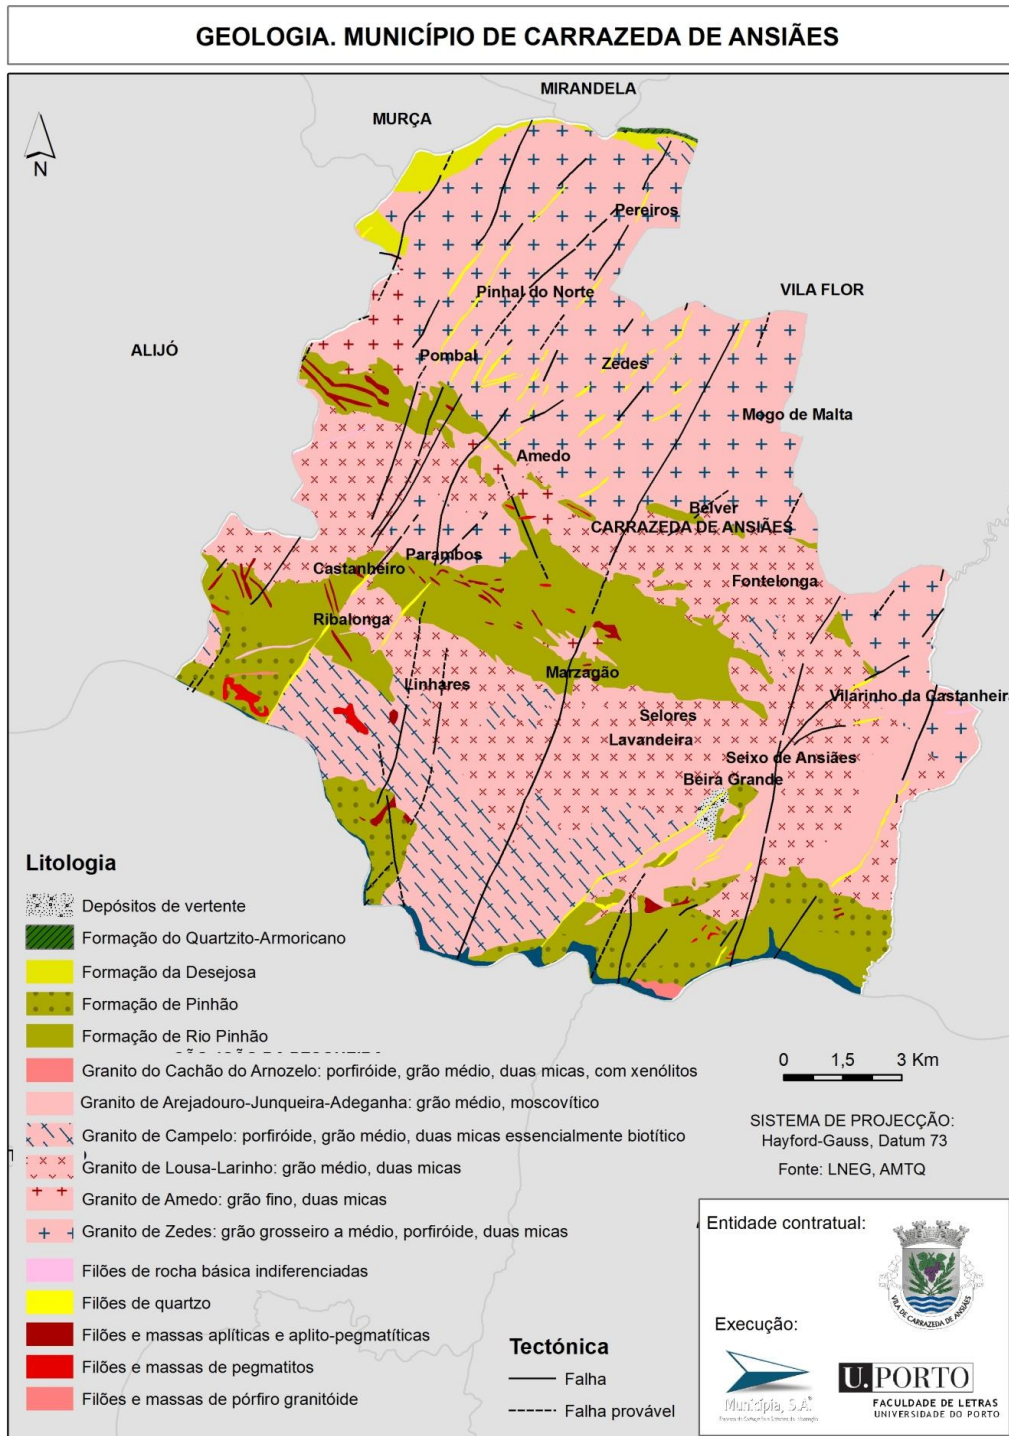 GEOLOGIA. MUNICÍPIO DE CARRAZEDA DE ANSIÃES
MIRANDELA
MURÇA
N
Pereiros
VILA FLOR
Pinhal do Norte
ALIJÓ
Pombal
Zedes
Mogo de Malta
Amedo
Belver
CARRAZEDA DE ANSIÃES
Parambos
Castanheiro
Fontelonga
Ribalonga
Marzagão
Linhares
Vilarinho da Castanheira
Selores
Lavandeira
Seixo de Ansiães
Beira Grande
Litologia
Depósitos de vertente
Formação do Quartzito-Armoricano
Formação da Desejosa
Formação de Pinhão
Formação de Rio Pinhão
Granito do Cachão do Arnozelo: porfiróide, grão médio, duas micas, com xenólitos
Granito de Arejadouro-Junqueira-Adeganha: grão médio, moscovítico
Granito de Campelo: porfiróide, grão médio, duas micas essencialmente biotítico
Granito de Lousa-Larinho: grão médio, duas micas
Granito de Amedo: grão fino, duas micas
Granito de Zedes: grão grosseiro a médio, porfiróide, duas micas
Filões de rocha básica indiferenciadas
Filões de quartzo
Filões e massas aplíticas e aplito-pegmatíticas
Filões e massas de pegmatitos
Filões e massas de pórfiro granitóide
Tectónica
Falha
Falha provável
0 1,5 3 Km
SISTEMA DE PROJECÇÃO:
Hayford-Gauss, Datum 73
Fonte: LNEG, AMTQ
Entidade contratual:
VILA DE CARRAZEDA DE ANSIÃES
Execução:
Municípia, S.A.
U.PORTO
FACULDADE DE LETRAS
UNIVERSIDADE DO PORTO